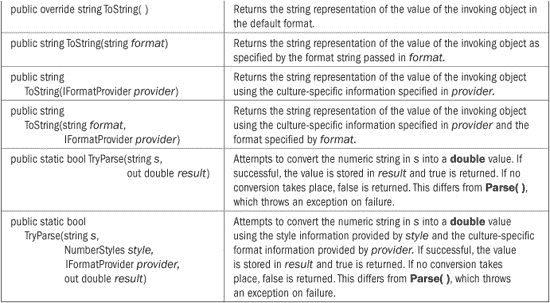 public override string ToString( )
Returns the string representation of the value of the invoking object in
the default format.
public string ToString(string format)
Returns the string representation of the value of the invoking object as
specified by the format string passed in format.
public string
ToString(IFormatProvider provider)
Returns the string representation of the value of the invoking object
using the culture-specific information specified in provider.
public string
ToString(string format,
IFormatProvider provider)
Returns the string representation of the value of the invoking object
using the culture-specific information specified in provider and the
format specified by format.
public static bool TryParse(string s,
out double result)
Attempts to convert the numeric string in s into a double value. If
successful, the value is stored in result and true is returned. If no
conversion takes place, false is returned. This differs from Parse( ),
which throws an exception on failure.
public static bool
TryParse(string s,
NumberStyles style,
IFormatProvider provider,
out double result)
Attempts to convert the numeric string in s into a double value
using the style information provided by style and the culture-specific
format information provided by provider. If successful, the value
is stored in result and true is returned. If no conversion takes
place, false is returned. This differs from Parse( ), which throws
an exception on failure.